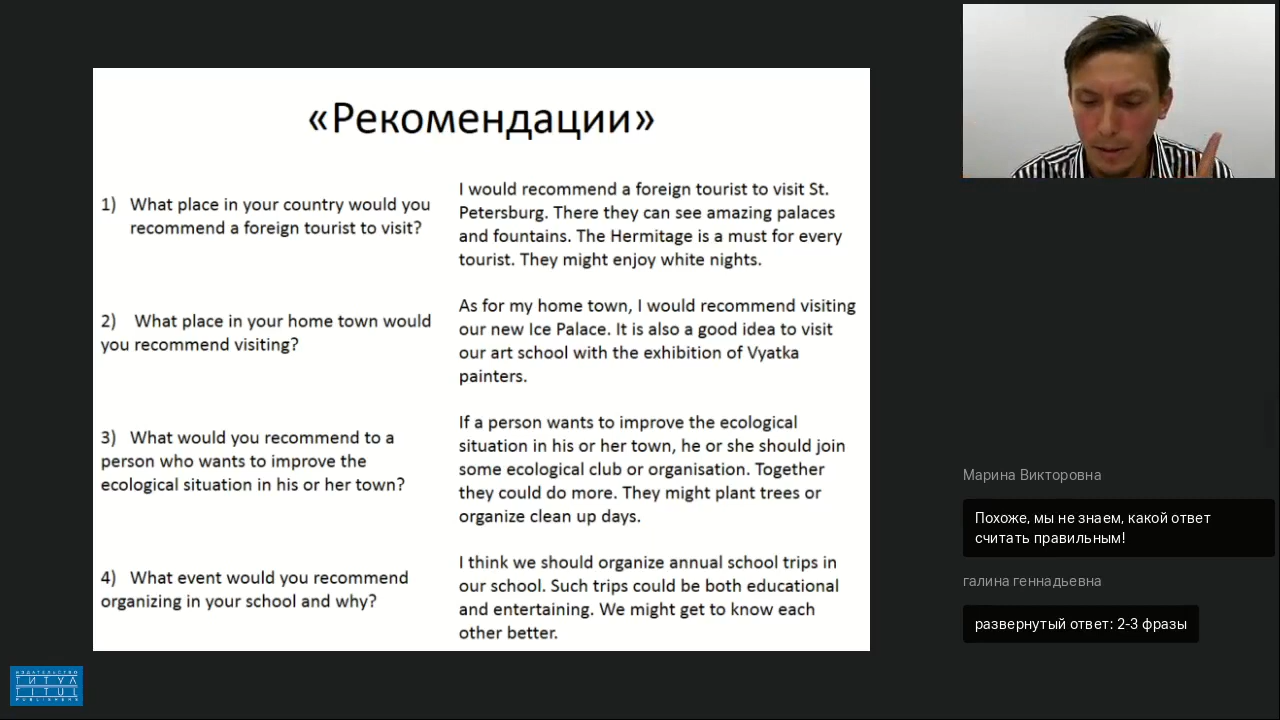 «Рекомендации»
1) What place in your country would you
recommend a foreign tourist to visit?
I would recommend a foreign tourist to visit St.
Petersburg. There they can see amazing palaces
and fountains. The Hermitage is a must for every
tourist. They might enjoy white nights.
2) What place in your home town would
you recommend visiting?
As for my home town, I would recommend visiting
our new Ice Palace. It is also a good idea to visit
our art school with the exhibition of Vyatka
painters.
3) What would you recommend to a
person who wants to improve the
ecological situation in his or her town?
If a person wants to improve the ecological
situation in his or her town, he or she should join
some ecological club or organisation. Together
they could do more. They might plant trees or
organize clean up days.
4) What event would you recommend
organizing in your school and why?
I think we should organize annual school trips in
our school. Such trips could be both educational
and entertaining. We might get to know each
other better.
Марина Викторовна
Похоже, мы не знаем, какой ответ
считать правильным!
галина геннадьевна
развернутый ответ: 2-3 фразы
ИЗДАТЕЛЬСТВО
ТИТУЛ
TITUL
PUBLISHERS